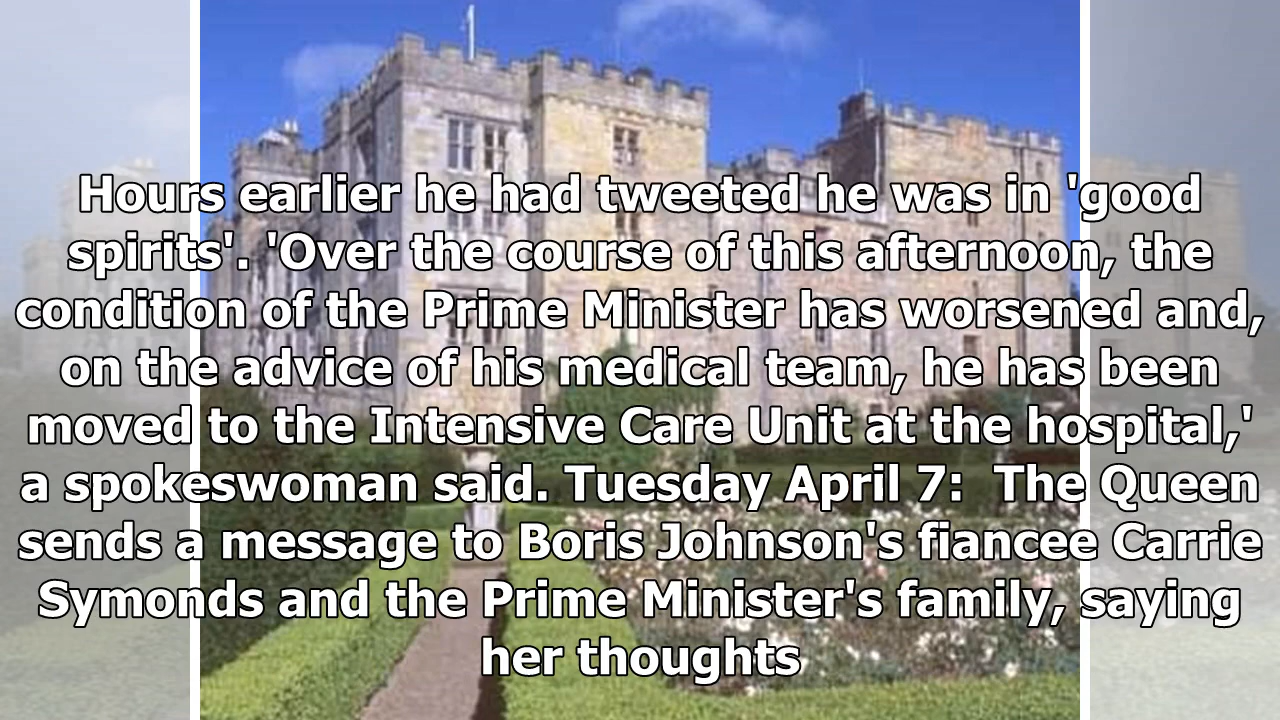 Hours earlier he had tweeted he was in 'good
spirits'. 'Over the course of this afternoon, the
condition of the Prime Minister has worsened and,
on the advice of his medical team, he has been
moved to the Intensive Care Unit at the hospital,'
a spokeswoman said. Tuesday April 7:  The Queen
sends a message to Boris Johnson's fiancee Carrie
Symonds and the Prime Minister's family, saying
her thoughts